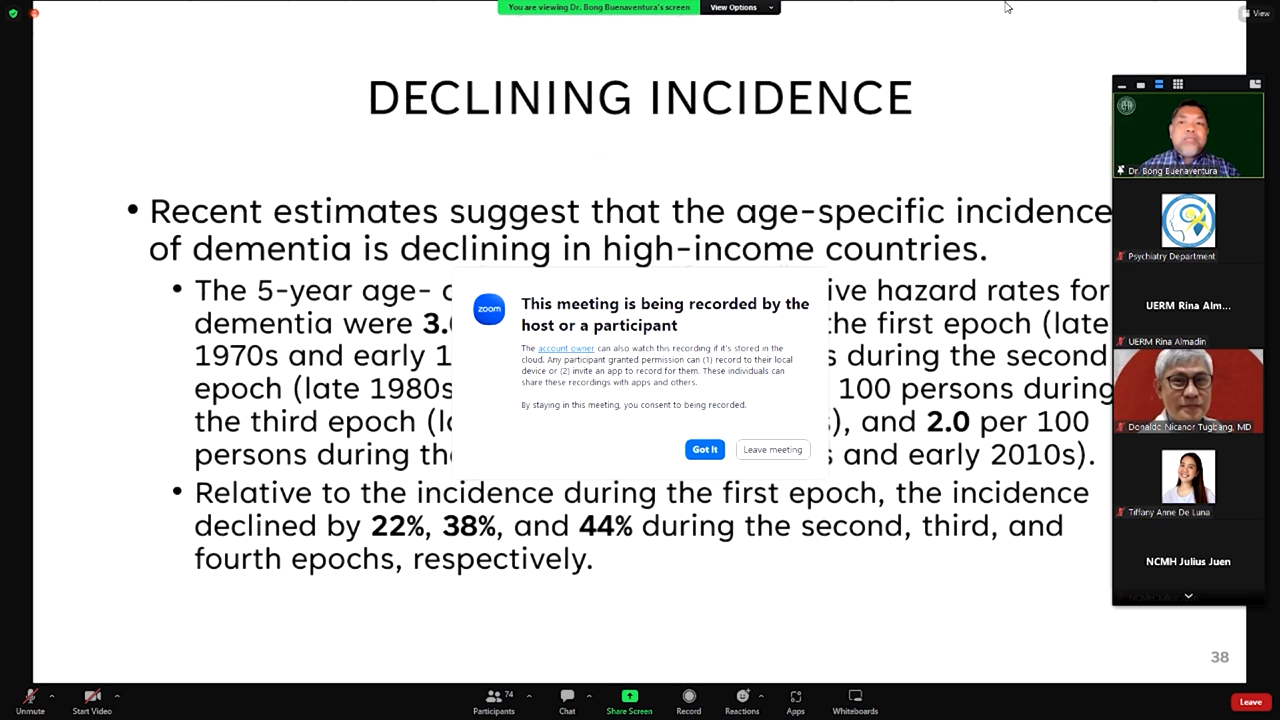 You are viewing Dr. Bong Buenaventura's screen
View Options
View
DECLINING INCIDENCE
• Recent estimates suggest that the age-specific incidence
of dementia is declining in high-income countries.
• The 5-year age-
ive hazard rates for
dementia were 3.
the first epoch (late
1970s and early 1
s during the second
epoch (late 1980s
100 persons during
the third epoch
and 2.0 per 100
persons during
s and early 2010s).
• Relative to the incidence during the first epoch, the incidence
declined by 22%, 38%, and 44% during the second, third, and
fourth epochs, respectively.
38
zoom
This meeting is being recorded by the
host or a participant
The account owner can also watch this recording if it's stored in the
cloud. Any participant granted permission can (1) record to their local
device or (2) invite an app to record for them. These individuals can
share these recordings with apps and others.
By staying in this meeting, you consent to being recorded.
Got it
Leave meeting
Dr. Bong Buenaventura
Psychiatry Department
UERM Rina Alm...
UERM Rina Almadin
Donaldo Nicanor Tugbang, MD
Tiffany Anne De Luna
NCMH Julius Juen
Unmute
Start Video
74
Participants
Chat
Share Screen
Record
Reactions
Apps
Whiteboards
Leave